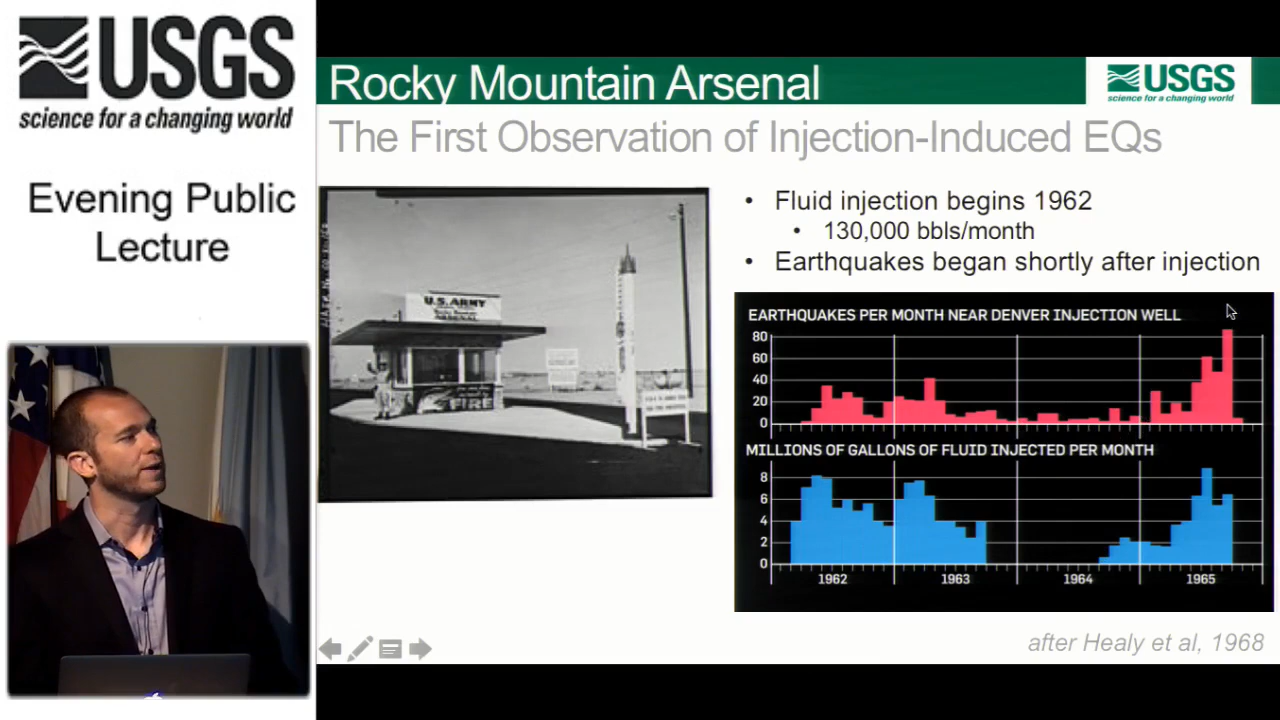 USGS
science for a changing world
Evening Public
Lecture
Rocky Mountain Arsenal
USGS
science for a changing world
The First Observation of Injection-Induced EQs
U.S. ARMY
ARSENAL
FIRE
• Fluid injection begins 1962
• 130,000 bbls/month
• Earthquakes began shortly after injection
EARTHQUAKES PER MONTH NEAR DENVER INJECTION WELL
80
60
40
20
0
MILLIONS OF GALLONS OF FLUID INJECTED PER MONTH
8
6
4
2
0
1962 1963 1964 1965
after Healy et al, 1968